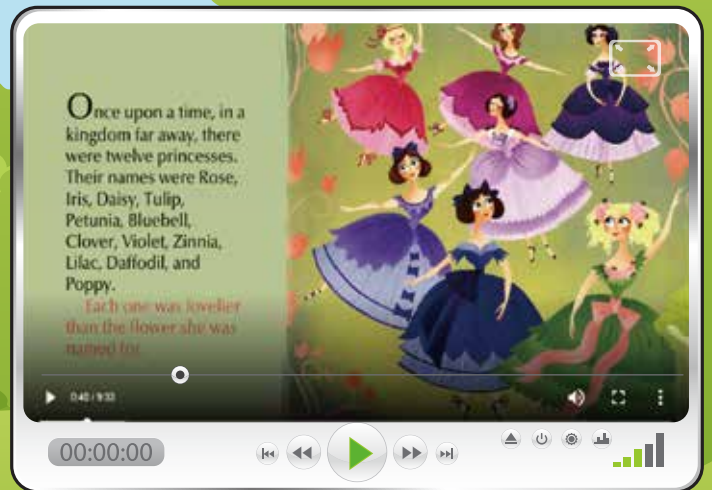 Once upon a time, in a
kingdom far away, there
were twelve princesses.
Their names were Rose,
Iris, Daisy, Tulip,
Petunia, Bluebell,
Clover, Violet, Zinnia,
Lilac, Daffodil, and
Poppy.
Each one was lovelier
than the flower she was
named for.
0:40 / 9:33
00:00:00